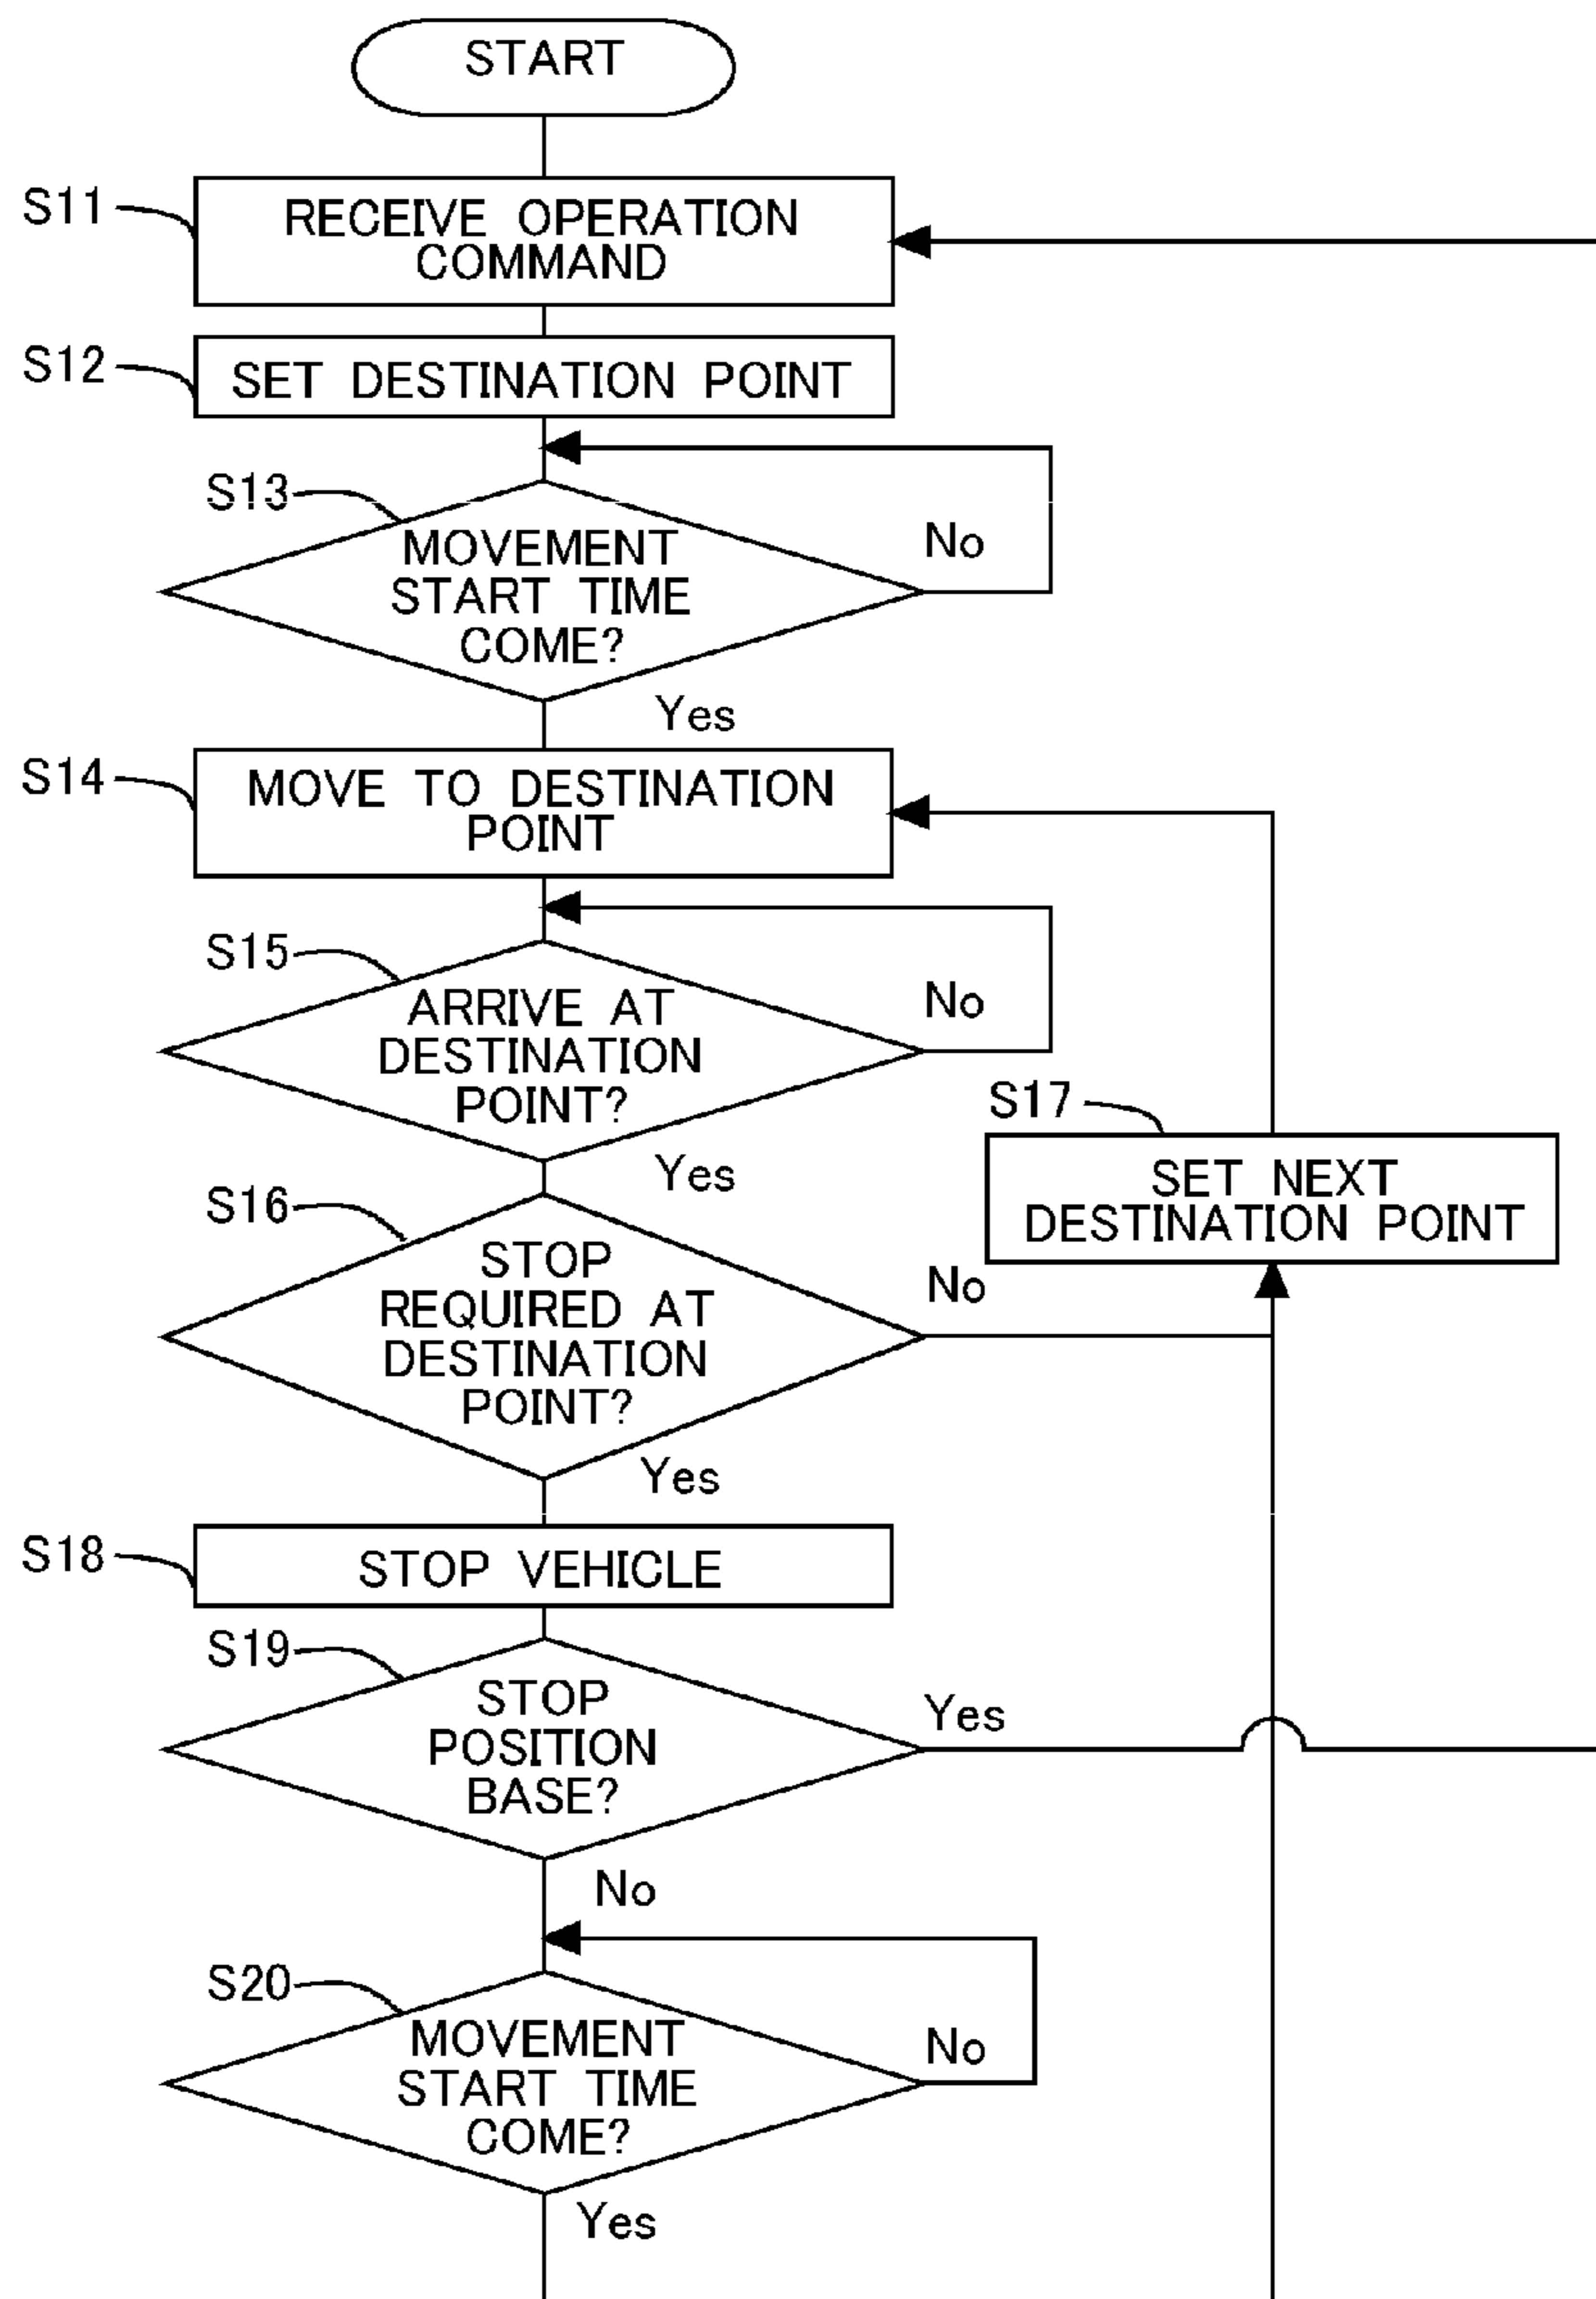 START
S11
RECEIVE OPERATION
COMMAND
S12
SET DESTINATION POINT
S13
MOVEMENT
START TIME
COME?
No
Yes
S14
MOVE TO DESTINATION
POINT
S15
ARRIVE AT
DESTINATION
POINT?
No
Yes
S17
SET NEXT
DESTINATION POINT
S16
STOP
REQUIRED AT
DESTINATION
POINT?
No
Yes
S18
STOP VEHICLE
S19
STOP
POSITION
BASE?
Yes
No
S20
MOVEMENT
START TIME
COME?
No
Yes